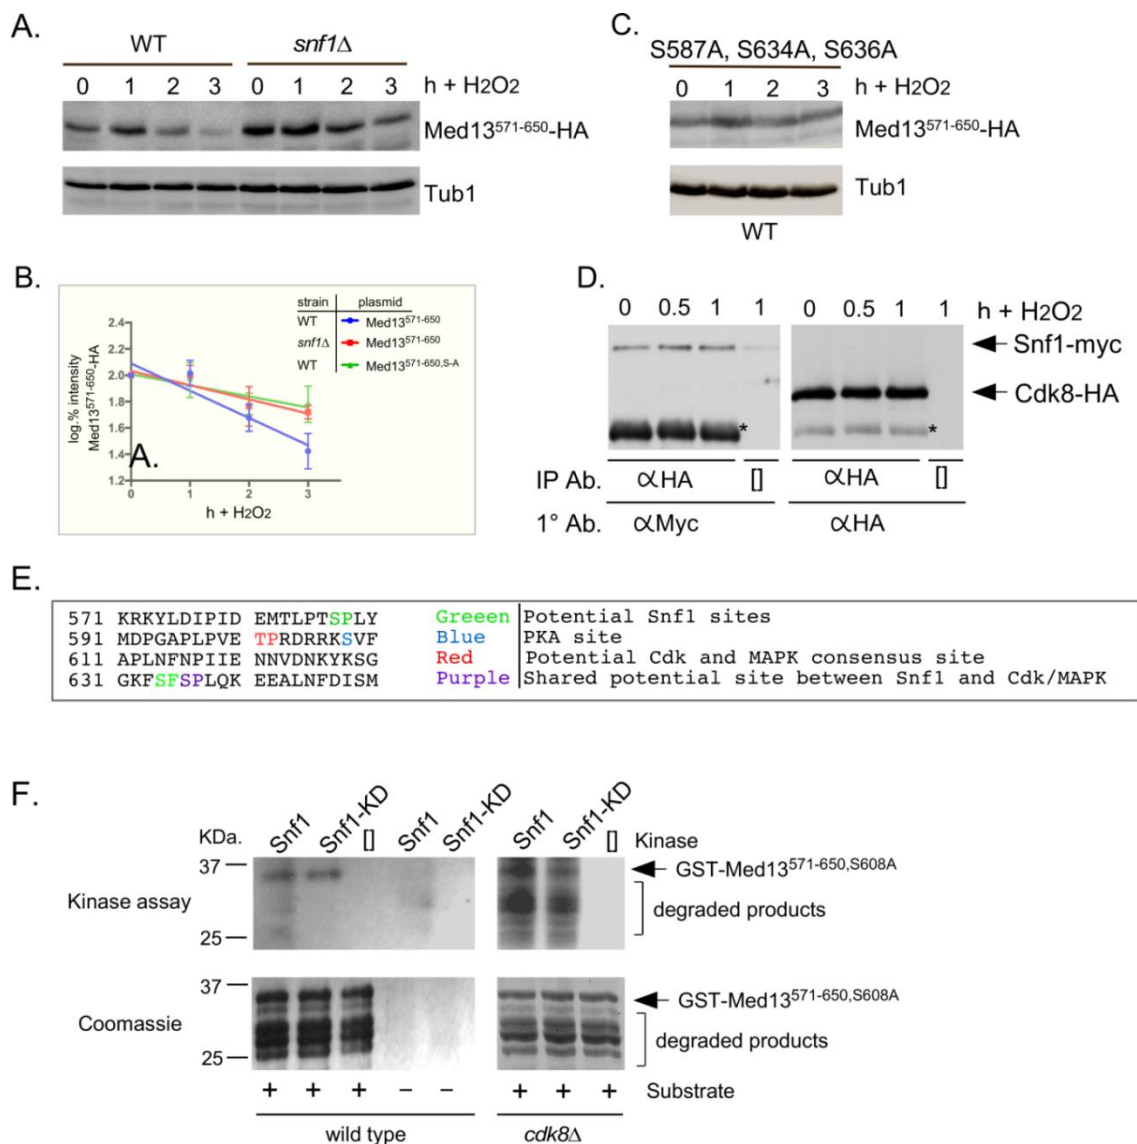 A.
WT
snf1Δ
0 1 2 3 0 1 2 3 h + H2O2
Med13571-650-HA
Tub1
C.
S587A, S634A, S636A
0 1 2 3 h + H2O2
Med13571-650-HA
Tub1
WT
B.
strain plasmid
WT Med13571-650
snf1Δ Med13571-650
WT Med13571-650,S-A
log.% intensity
Med13571-650-HA
2.4
2.2
2.0
1.8
1.6
1.4
1.2
A.
0 1 2 3
h + H2O2
D.
0 0.5 1 1 0 0.5 1 1 h + H2O2
Snf1-myc
Cdk8-HA
* *
IP Ab. αHA [] αHA []
1° Ab. αMyc αHA
E.
571 KRKYLDIPID EMTLPTSPLY Greeen Potential Snf1 sites
591 MDPGAPLPVE TPRDRRKSVF Blue PKA site
611 APLNFNPIIE NNVDNKYKSG Red Potential Cdk and MAPK consensus site
631 GKFSFSPLQK EEALNFDISM Purple Shared potential site between Snf1 and Cdk/MAPK
F.
KDa. Snf1 Snf1-KD [] Snf1 Snf1-KD Snf1 Snf1-KD [] Kinase
37
GST-Med13571-650,S608A
Kinase assay
degraded products
25
37
GST-Med13571-650,S608A
Coomassie
degraded products
25
+ + + – – + + + Substrate
wild type cdk8Δ